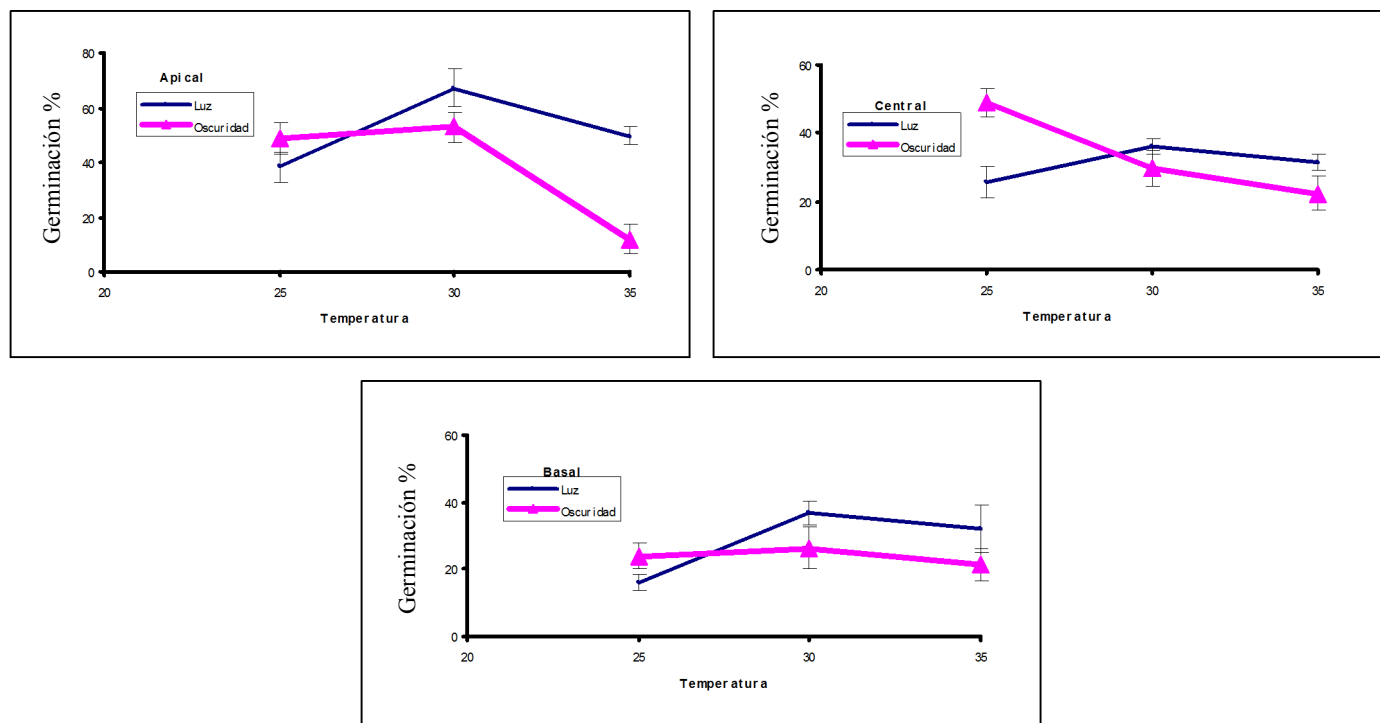 80
60
40
20
0
Germinación %
Apical
Luz
Oscuridad
20
25
30
35
Temperatura
60
40
20
0
Germinación %
Central
Luz
Oscuridad
20
25
30
35
Temperatura
60
40
20
0
Germinación %
Basal
Luz
Oscuridad
20
25
30
35
Temperatura